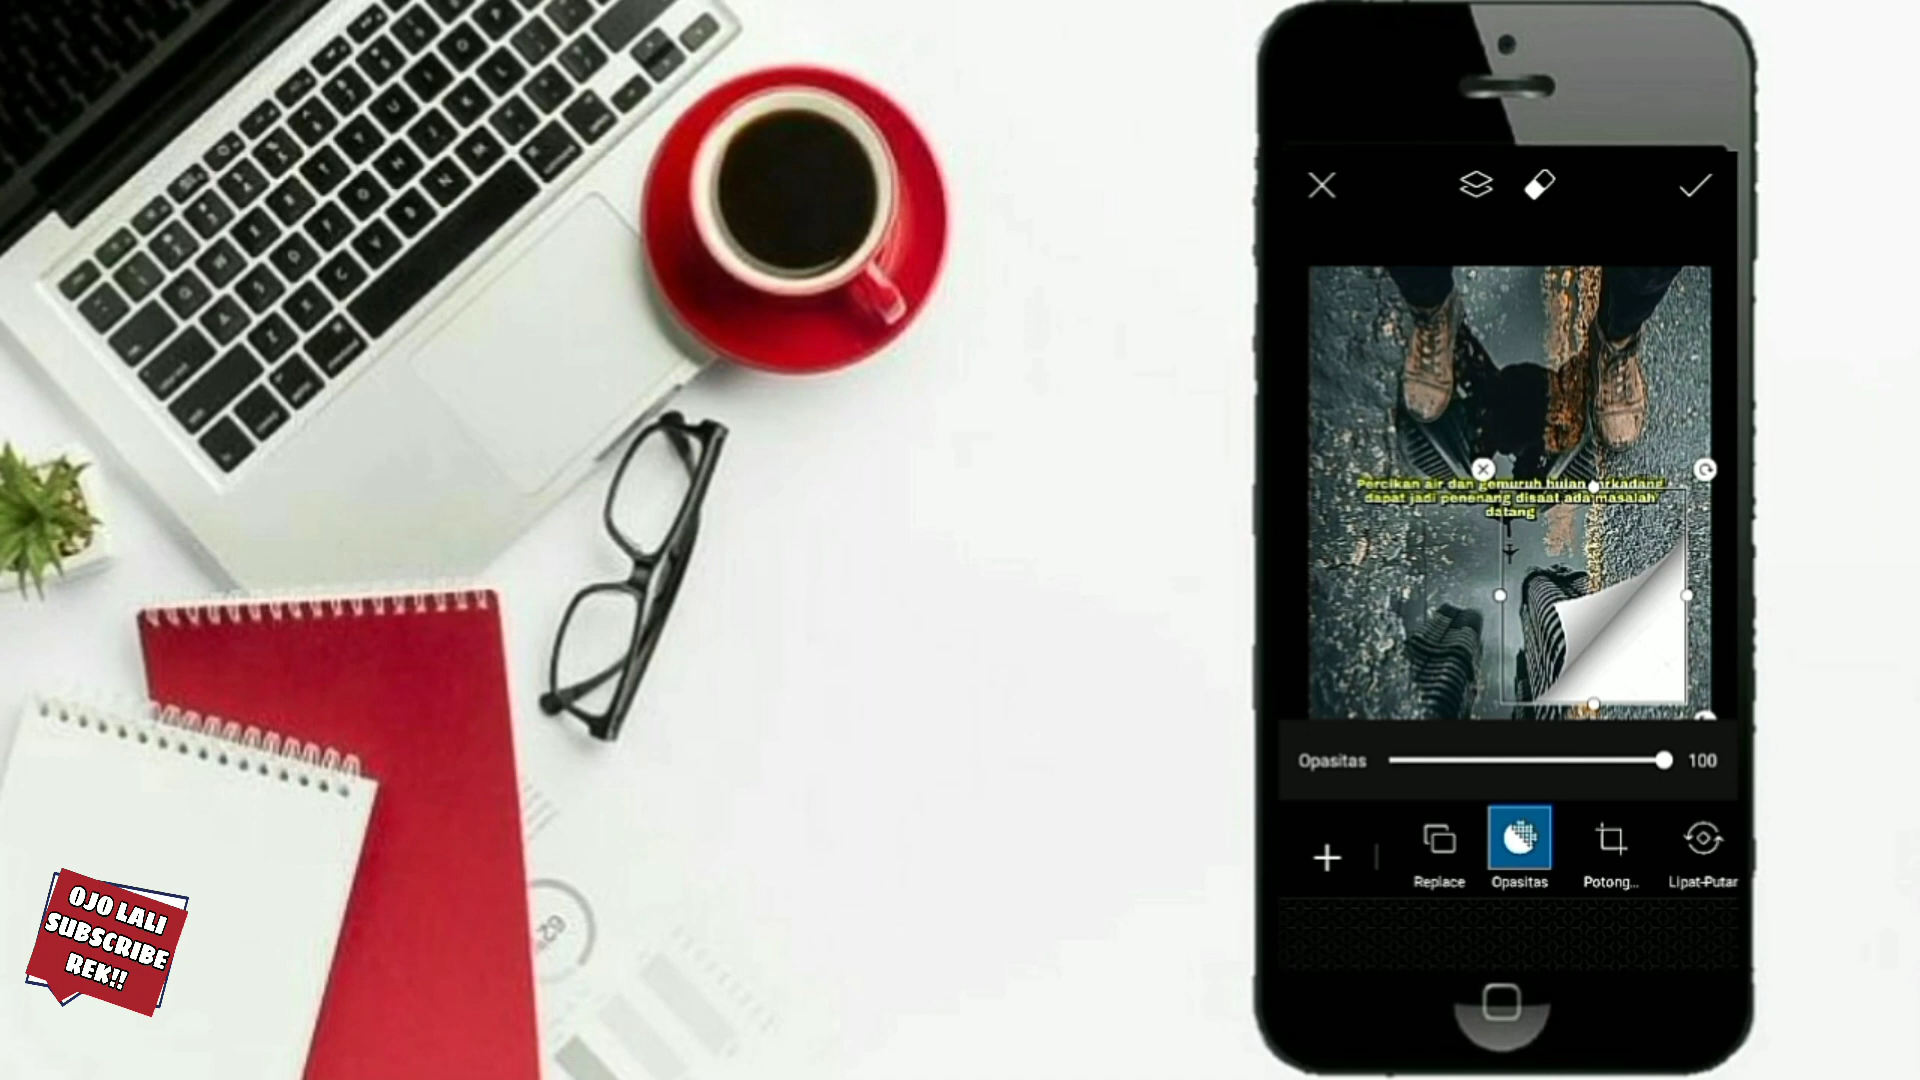 Percikan air dan gemuruh hujan terkadang
dapat jadi penenang disaat ada masalah
datang
Opasitas 100
Replace Opasitas Potong... Lipat-Putar
OJO LALI
SUBSCRIBE
REK!!